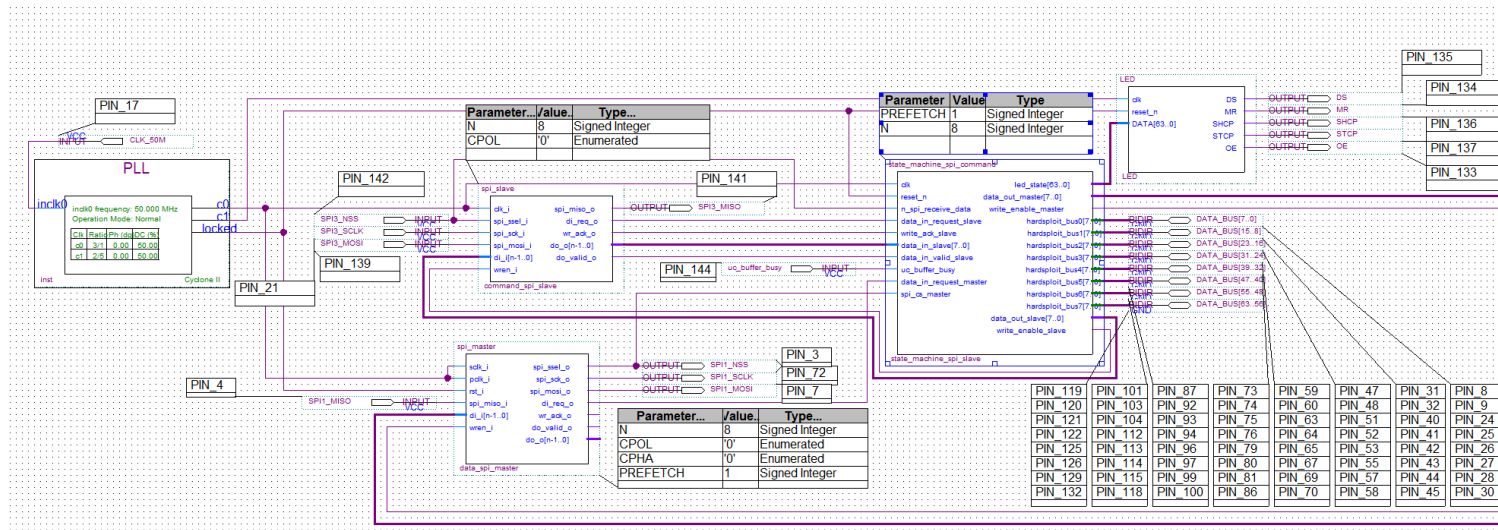 PIN_17
VCC
INPUT CLK_50M
PLL
inclk0
c0
c1
locked
inclk0 frequency: 50.000 MHz
Operation Mode: Normal
Clk Ratio Ph (dg) DC (%)
c0 3/1 0.00 50.00
c1 2/5 0.00 50.00
inst
Cyclone II
PIN_142
SPI3_NSS INPUT
SPI3_SCLK INPUT
SPI3_MOSI INPUT
VCC
PIN_139
PIN_21
Parameter... Value... Type...
N 8 Signed Integer
CPOL '0' Enumerated
spi_slave
clk_i spi_miso_o
spi_ssel_i di_req_o
spi_sck_i wr_ack_o
spi_mosi_i do_o[n-1..0]
di_i[n-1..0] do_valid_o
wren_i
command_spi_slave
PIN_141
OUTPUT SPI3_MISO
PIN_144
uc_buffer_busy INPUT
VCC
Parameter Value Type
PREFETCH 1 Signed Integer
N 8 Signed Integer
state_machine_spi_command
clk led_state[63..0]
reset_n data_out_master[7..0]
n_spi_receive_data write_enable_master
data_in_request_slave hardsploit_bus0[7..0]
write_ack_slave hardsploit_bus1[7..0]
data_in_slave[7..0] hardsploit_bus2[7..0]
data_in_valid_slave hardsploit_bus3[7..0]
uc_buffer_busy hardsploit_bus4[7..0]
data_in_request_master hardsploit_bus5[7..0]
spi_cs_master hardsploit_bus6[7..0]
hardsploit_bus7[7..0]
data_out_slave[7..0]
write_enable_slave
state_machine_spi_slave
LED
clk DS
reset_n MR
DATA[63..0] SHCP
STCP
OE
LED
OUTPUT DS
OUTPUT MR
OUTPUT SHCP
OUTPUT STCP
OUTPUT OE
PIN_135
PIN_134
PIN_136
PIN_137
PIN_133
BIDIR DATA_BUS[7..0]
BIDIR DATA_BUS[15..8]
BIDIR DATA_BUS[23..16]
BIDIR DATA_BUS[31..24]
BIDIR DATA_BUS[39..32]
BIDIR DATA_BUS[47..40]
BIDIR DATA_BUS[55..48]
BIDIR DATA_BUS[63..56]
GND
PIN_4
SPI1_MISO INPUT
VCC
spi_master
sclk_i spi_ssel_o
pclk_i spi_sck_o
rst_i spi_mosi_o
spi_miso_i di_req_o
di_i[n-1..0] wr_ack_o
wren_i do_valid_o
do_o[n-1..0]
data_spi_master
OUTPUT SPI1_NSS
OUTPUT SPI1_SCLK
OUTPUT SPI1_MOSI
PIN_3
PIN_72
PIN_7
Parameter... Value... Type...
N 8 Signed Integer
CPOL '0' Enumerated
CPHA '0' Enumerated
PREFETCH 1 Signed Integer
PIN_119 PIN_101 PIN_87 PIN_73 PIN_59 PIN_47 PIN_31 PIN_8
PIN_120 PIN_103 PIN_92 PIN_74 PIN_60 PIN_48 PIN_32 PIN_9
PIN_121 PIN_104 PIN_93 PIN_75 PIN_63 PIN_51 PIN_40 PIN_24
PIN_122 PIN_112 PIN_94 PIN_76 PIN_64 PIN_52 PIN_41 PIN_25
PIN_125 PIN_113 PIN_96 PIN_79 PIN_65 PIN_53 PIN_42 PIN_26
PIN_126 PIN_114 PIN_97 PIN_80 PIN_67 PIN_55 PIN_43 PIN_27
PIN_129 PIN_115 PIN_99 PIN_81 PIN_69 PIN_57 PIN_44 PIN_28
PIN_132 PIN_118 PIN_100 PIN_86 PIN_70 PIN_58 PIN_45 PIN_30